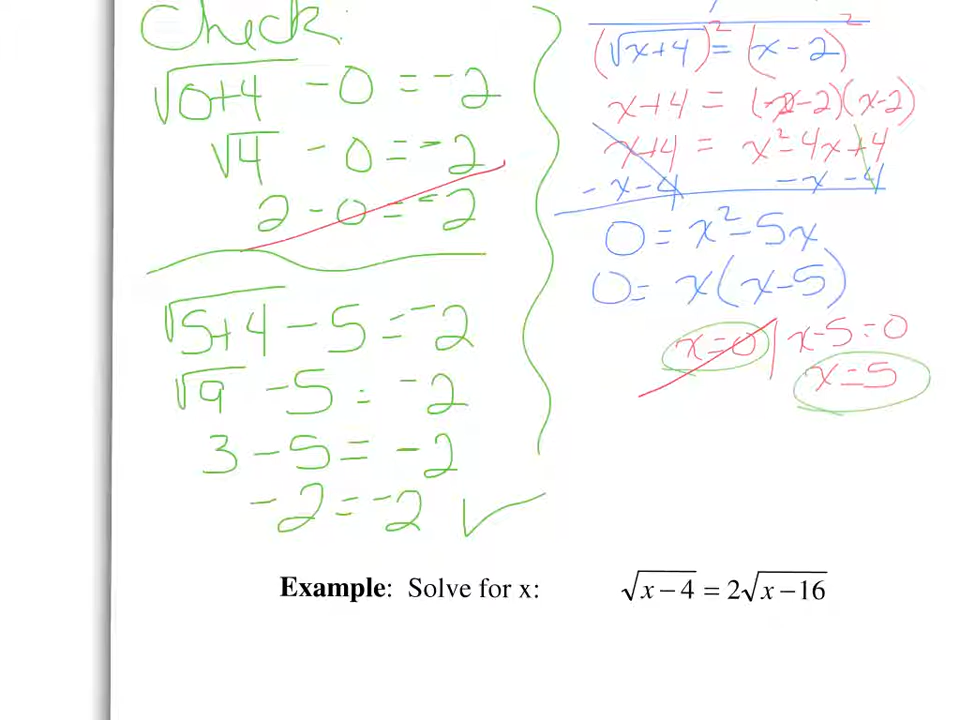 Check:
√0+4 - 0 = -2
√4 - 0 = -2
2 - 0 = -2
√5+4 - 5 = -2
√9 - 5 = -2
3 - 5 = -2
-2 = -2 ✓
(√x+4)² = (x-2)²
x+4 = (x-2)(x-2)
x+4 = x²-4x+4
-x-4 -x-4
0 = x²-5x
0 = x(x-5)
x=0 | x-5=0
x=5
Example: Solve for x: √x-4 = 2√x-16